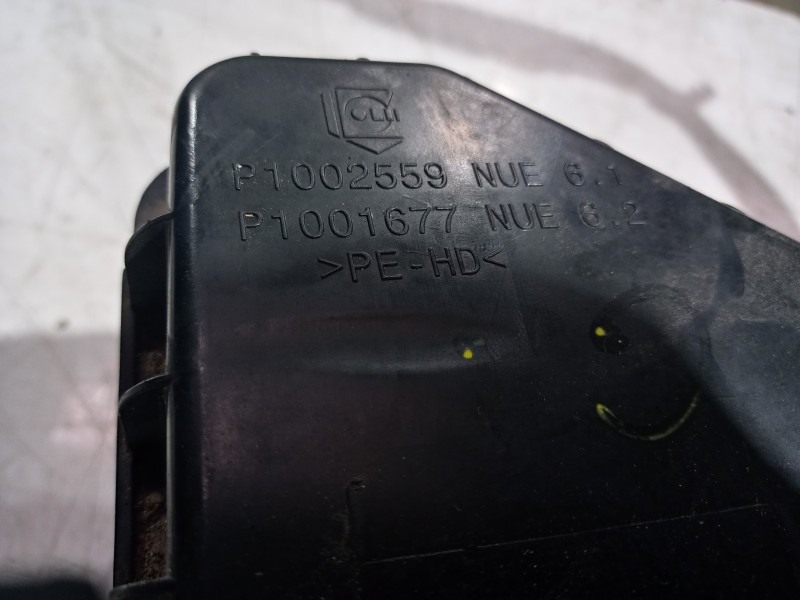 P1002559 NUE 6.1
P1001677 NUE 6.2
>PE-HD<